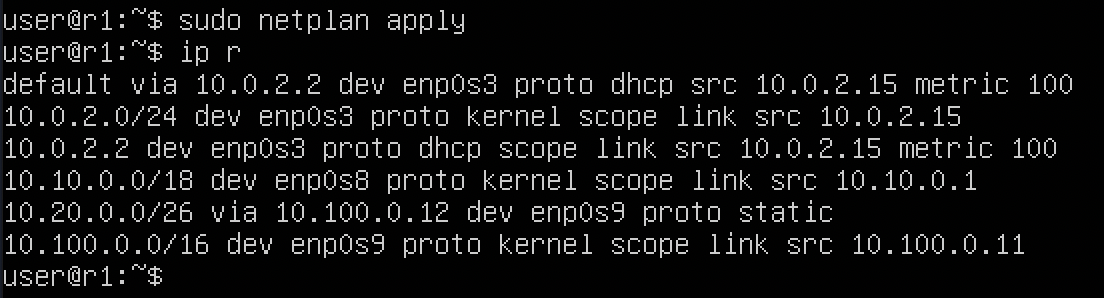 user@r1:~$ sudo netplan apply
user@r1:~$ ip r
default via 10.0.2.2 dev enp0s3 proto dhcp src 10.0.2.15 metric 100
10.0.2.0/24 dev enp0s3 proto kernel scope link src 10.0.2.15
10.0.2.2 dev enp0s3 proto dhcp scope link src 10.0.2.15 metric 100
10.10.0.0/18 dev enp0s8 proto kernel scope link src 10.10.0.1
10.20.0.0/26 via 10.100.0.12 dev enp0s9 proto static
10.100.0.0/16 dev enp0s9 proto kernel scope link src 10.100.0.11
user@r1:~$